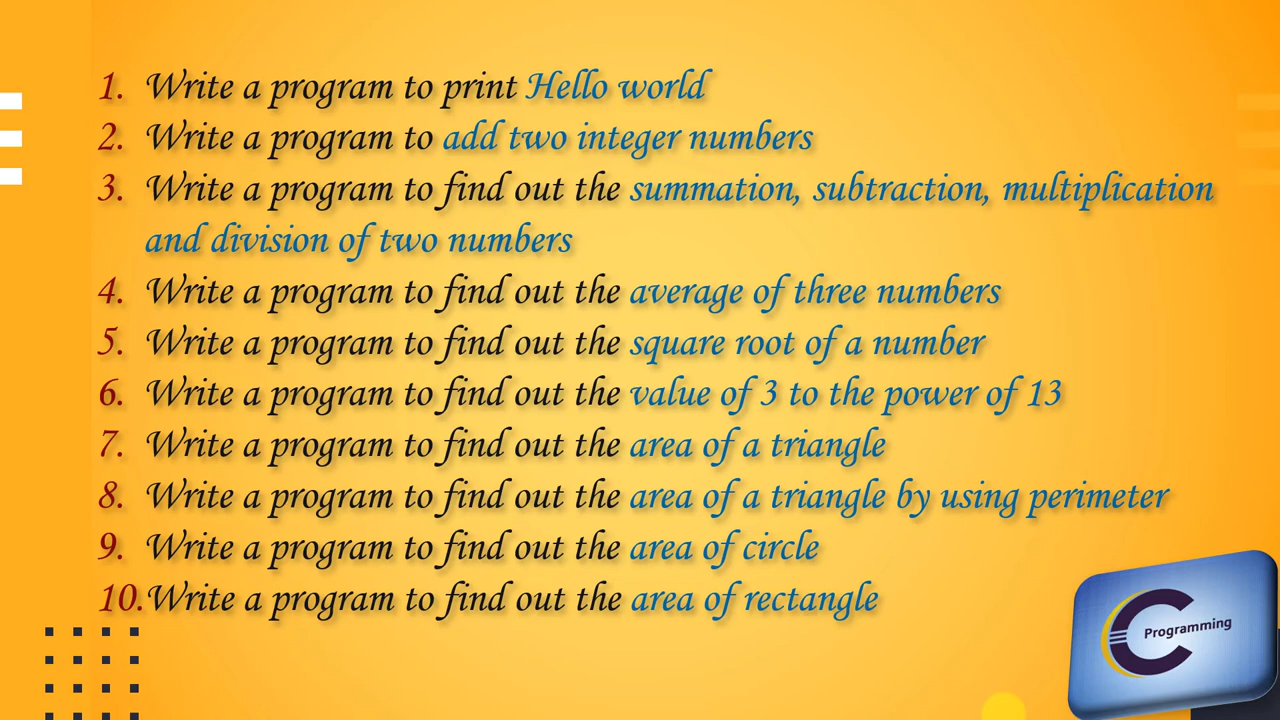 1. Write a program to print Hello world
2. Write a program to add two integer numbers
3. Write a program to find out the summation, subtraction, multiplication
and division of two numbers
4. Write a program to find out the average of three numbers
5. Write a program to find out the square root of a number
6. Write a program to find out the value of 3 to the power of 13
7. Write a program to find out the area of a triangle
8. Write a program to find out the area of a triangle by using perimeter
9. Write a program to find out the area of circle
10. Write a program to find out the area of rectangle
C Programming